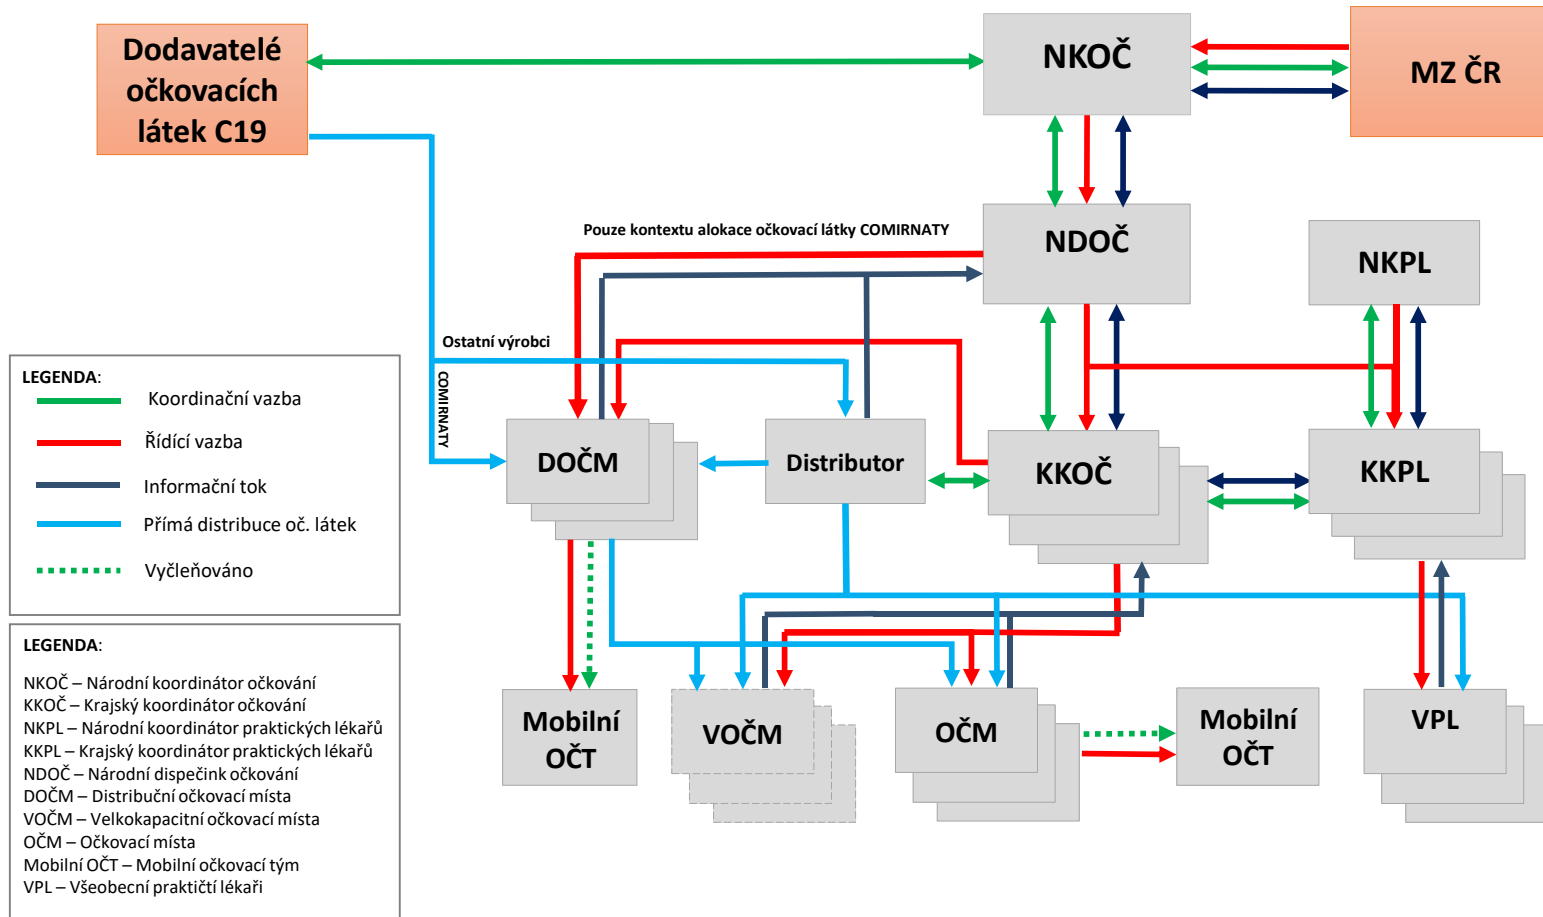 Dodavatelé
očkovacích
látek C19
NKOČ
MZ ČR
Pouze kontextu alokace očkovací látky COMIRNATY
NDOČ
NKPL
Ostatní výrobci
COMIRNATY
DOČM
Distributor
KKOČ
KKPL
Mobilní
OČT
VOČM
OČM
Mobilní
OČT
VPL
LEGENDA:
Koordinační vazba
Řídící vazba
Informační tok
Přímá distribuce oč. látek
Vyčleňováno
LEGENDA:
NKOČ – Národní koordinátor očkování
KKOČ – Krajský koordinátor očkování
NKPL – Národní koordinátor praktických lékařů
KKPL – Krajský koordinátor praktických lékařů
NDOČ – Národní dispečink očkování
DOČM – Distribuční očkovací místa
VOČM – Velkokapacitní očkovací místa
OČM – Očkovací místa
Mobilní OČT – Mobilní očkovací tým
VPL – Všeobecní praktičtí lékaři